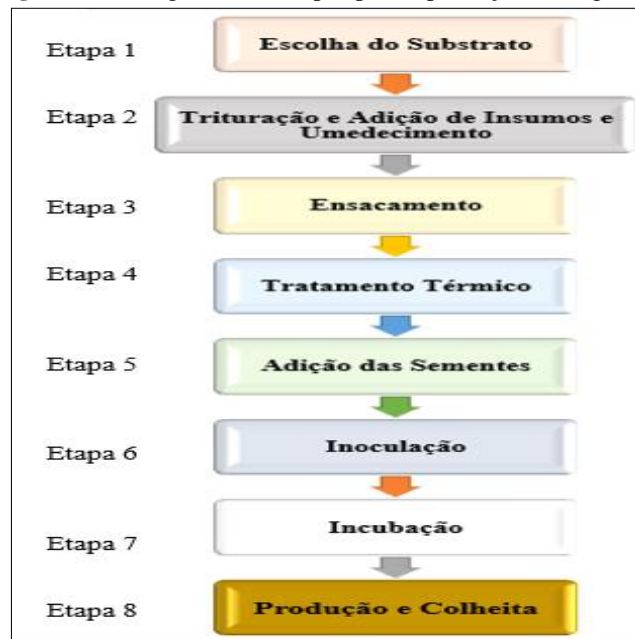 Etapa 1
Escolha do Substrato
Etapa 2
Trituração e Adição de Insumos e
Umedecimento
Etapa 3
Ensacamento
Etapa 4
Tratamento Térmico
Etapa 5
Adição das Sementes
Etapa 6
Inoculação
Etapa 7
Incubação
Etapa 8
Produção e Colheita